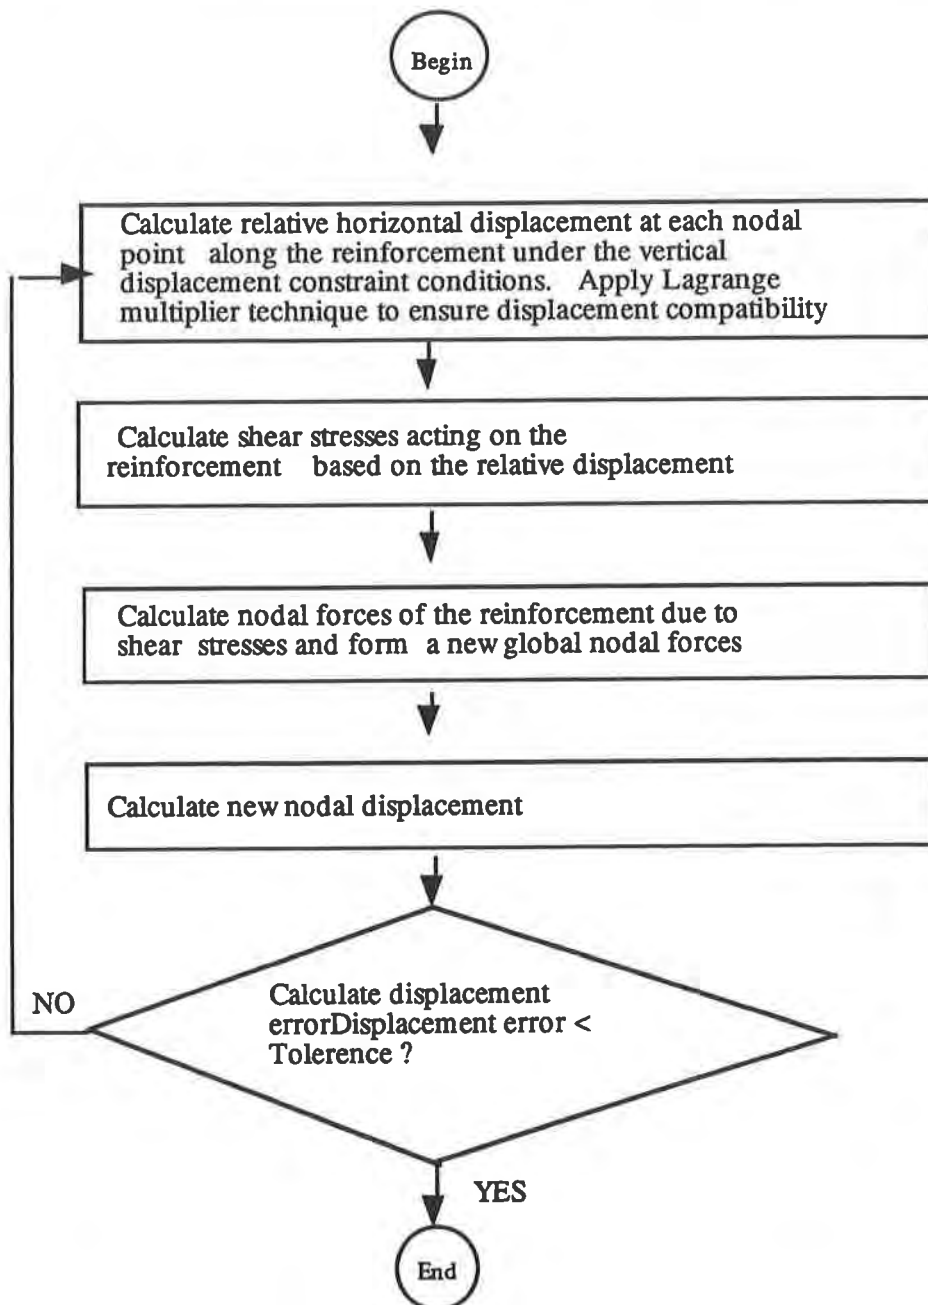 Begin
Calculate relative horizontal displacement at each nodal
point along the reinforcement under the vertical
displacement constraint conditions. Apply Lagrange
multiplier technique to ensure displacement compatibility
Calculate shear stresses acting on the
reinforcement based on the relative displacement
Calculate nodal forces of the reinforcement due to
shear stresses and form a new global nodal forces
Calculate new nodal displacement
NO
Calculate displacement
errorDisplacement error <
Tolerence ?
YES
End